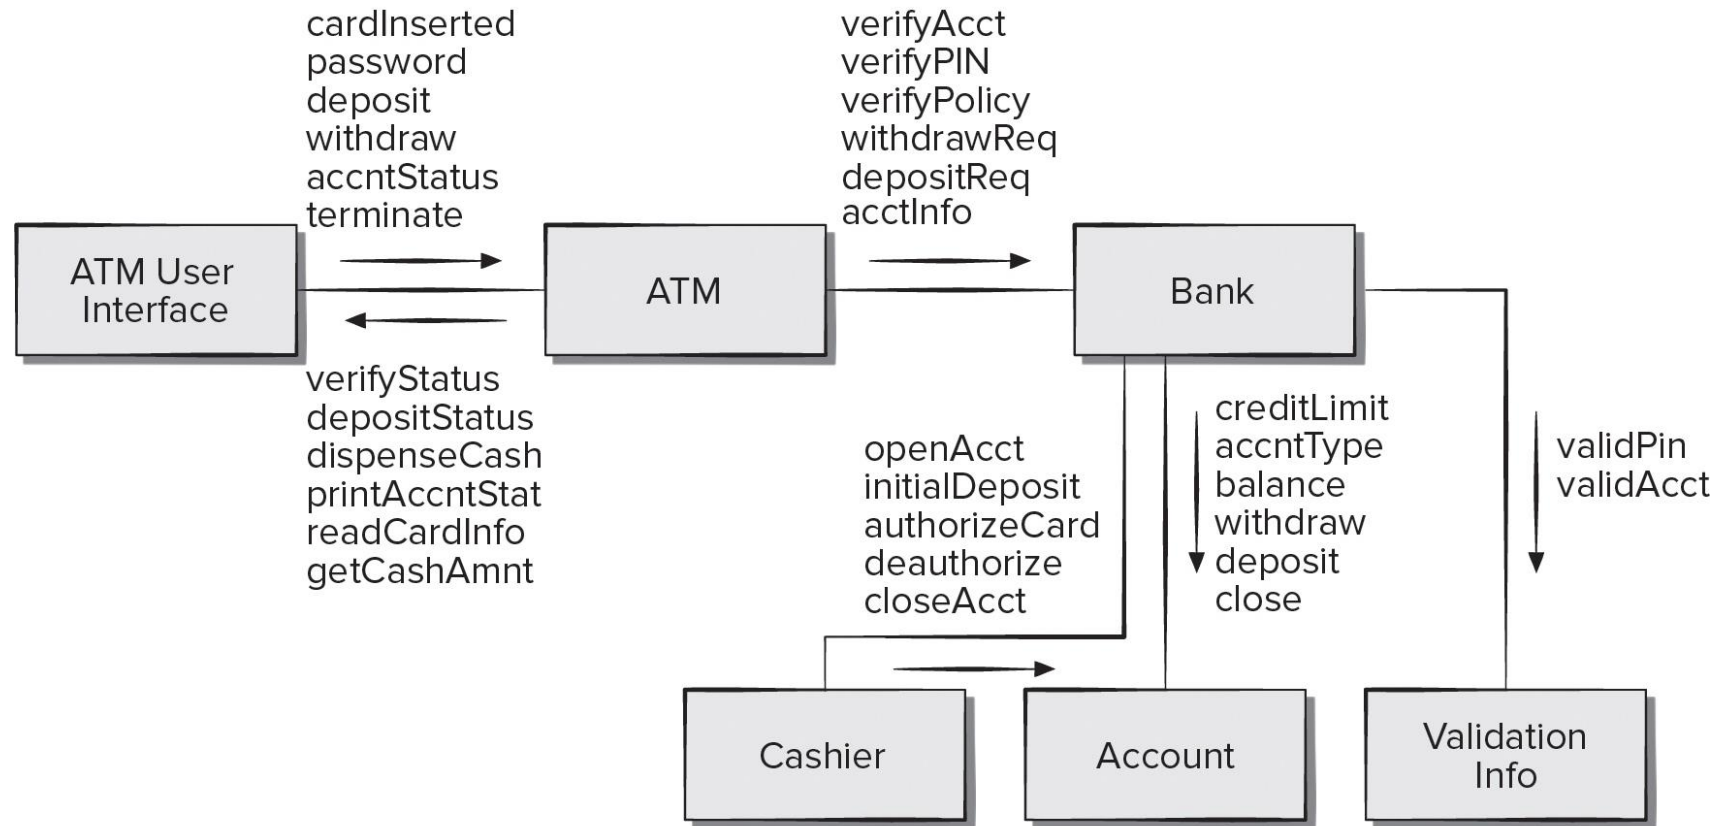 cardInserted
password
deposit
withdraw
accntStatus
terminate
verifyAcct
verifyPIN
verifyPolicy
withdrawReq
depositReq
acctInfo
ATM User
Interface
ATM
Bank
verifyStatus
depositStatus
dispenseCash
printAccntStat
readCardInfo
getCashAmnt
openAcct
initialDeposit
authorizeCard
deauthorize
closeAcct
creditLimit
accntType
balance
withdraw
deposit
close
validPin
validAcct
Cashier
Account
Validation
Info